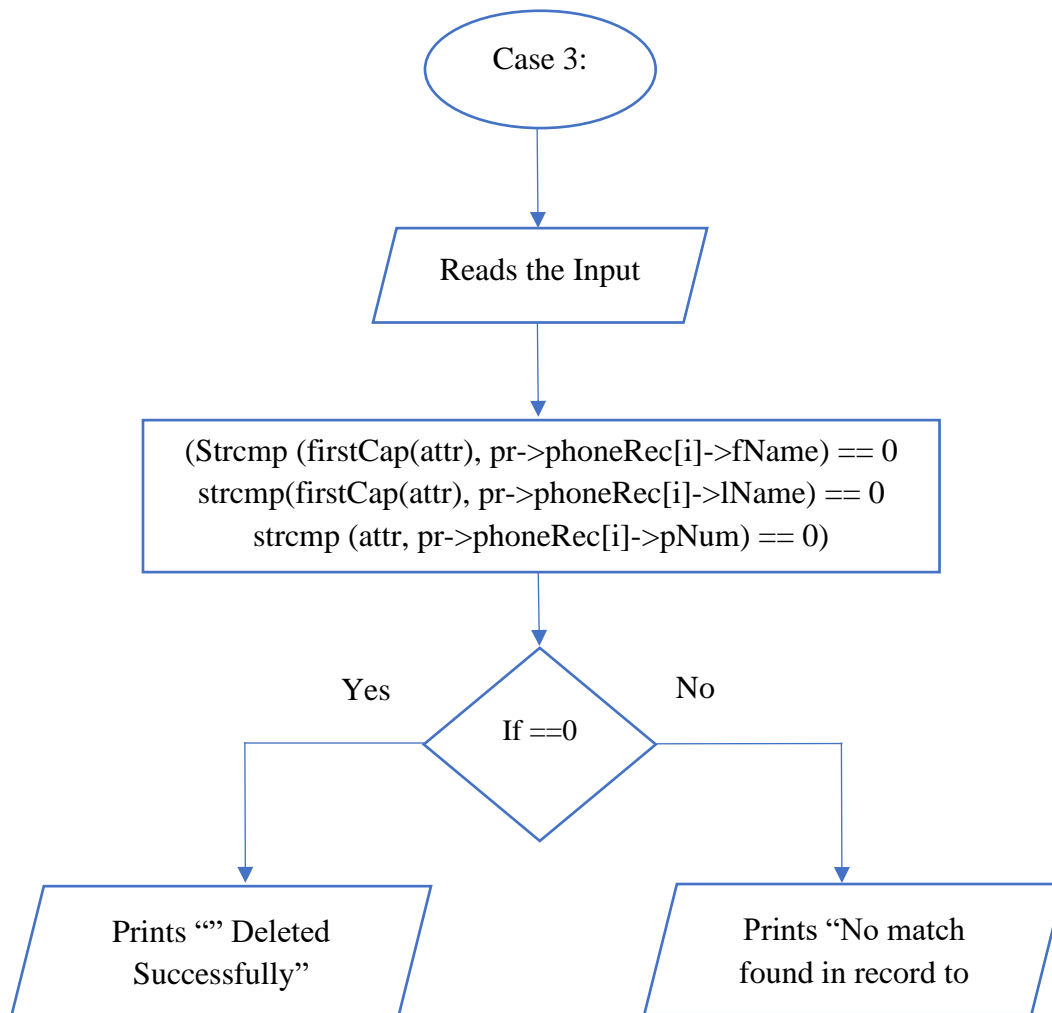 Case 3:
Reads the Input
(Strcmp (firstCap(attr), pr->phoneRec[i]->fName) == 0
strcmp(firstCap(attr), pr->phoneRec[i]->lName) == 0
strcmp (attr, pr->phoneRec[i]->pNum) == 0)
Yes
No
If ==0
Prints “” Deleted
Successfully”
Prints “No match
found in record to